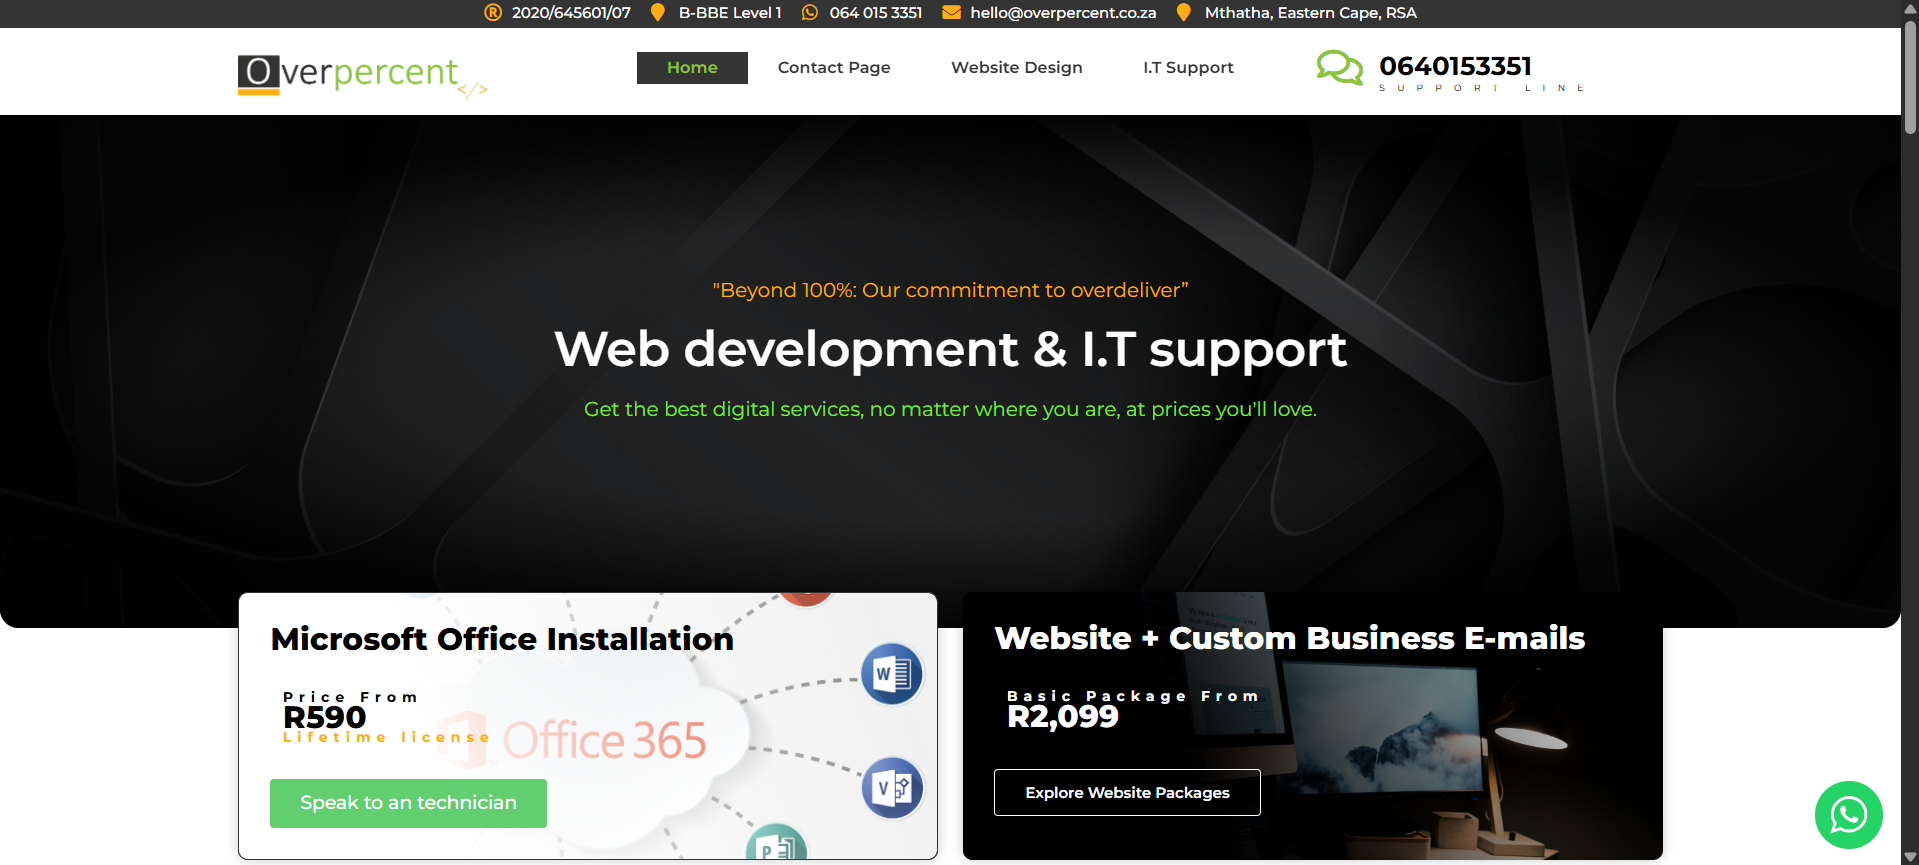 2020/645601/07 B-BBE Level 1 064 015 3351 hello@overpercent.co.za Mthatha, Eastern Cape, RSA
Overpercent </>
Home Contact Page Website Design I.T Support
0640153351
SUPPORT LINE
"Beyond 100%: Our commitment to overdeliver”
Web development & I.T support
Get the best digital services, no matter where you are, at prices you'll love.
Microsoft Office Installation
Price From
R590
Lifetime license
Office 365
W
V
P
Speak to an technician
Website + Custom Business E-mails
Basic Package From
R2,099
Explore Website Packages